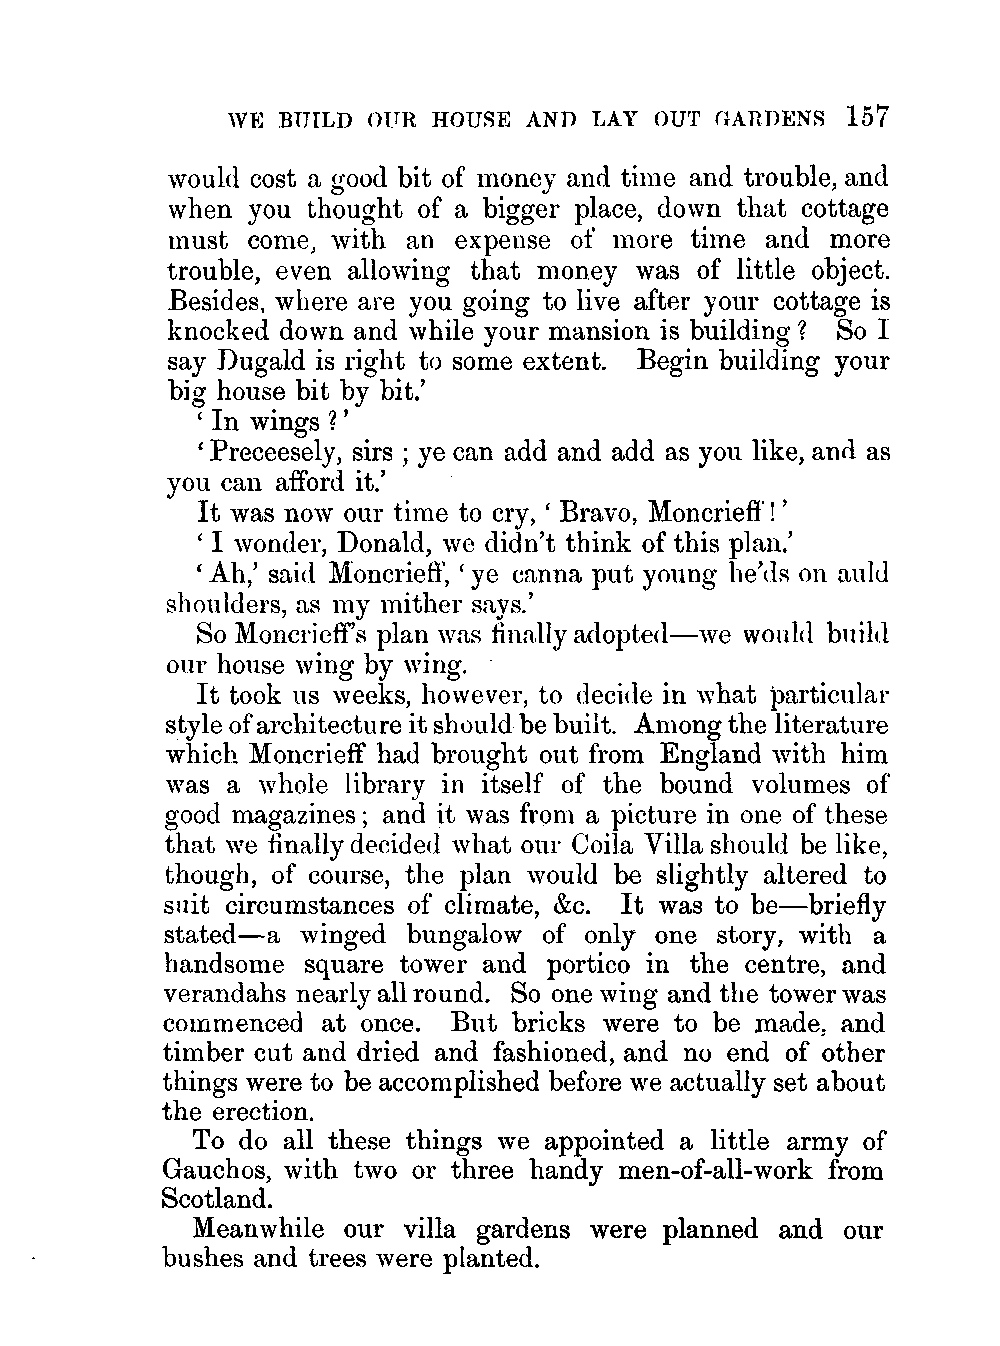 WE BUILD OUR HOUSE AND LAY OUT GARDENS 157
would cost a good bit of money and time and trouble, and
when you thought of a bigger place, down that cottage
must come, with an expense of more time and more
trouble, even allowing that money was of little object.
Besides, where are you going to live after your cottage is
knocked down and while your mansion is building? So I
say Dugald is right to some extent. Begin building your
big house bit by bit.'
'In wings?'
'Preceesely, sirs; ye can add and add as you like, and as
you can afford it.'
It was now our time to cry, 'Bravo, Moncrieff!'
'I wonder, Donald, we didn't think of this plan.'
'Ah,' said Moncrieff, 'ye canna put young he'ds on auld
shoulders, as my mither says.'
So Moncrieff's plan was finally adopted—we would build
our house wing by wing.
It took us weeks, however, to decide in what particular
style of architecture it should be built. Among the literature
which Moncrieff had brought out from England with him
was a whole library in itself of the bound volumes of
good magazines; and it was from a picture in one of these
that we finally decided what our Coila Villa should be like,
though, of course, the plan would be slightly altered to
suit circumstances of climate, &c. It was to be—briefly
stated—a winged bungalow of only one story, with a
handsome square tower and portico in the centre, and
verandahs nearly all round. So one wing and the tower was
commenced at once. But bricks were to be made, and
timber cut and dried and fashioned, and no end of other
things were to be accomplished before we actually set about
the erection.
To do all these things we appointed a little army of
Gauchos, with two or three handy men-of-all-work from
Scotland.
Meanwhile our villa gardens were planned and our
bushes and trees were planted.